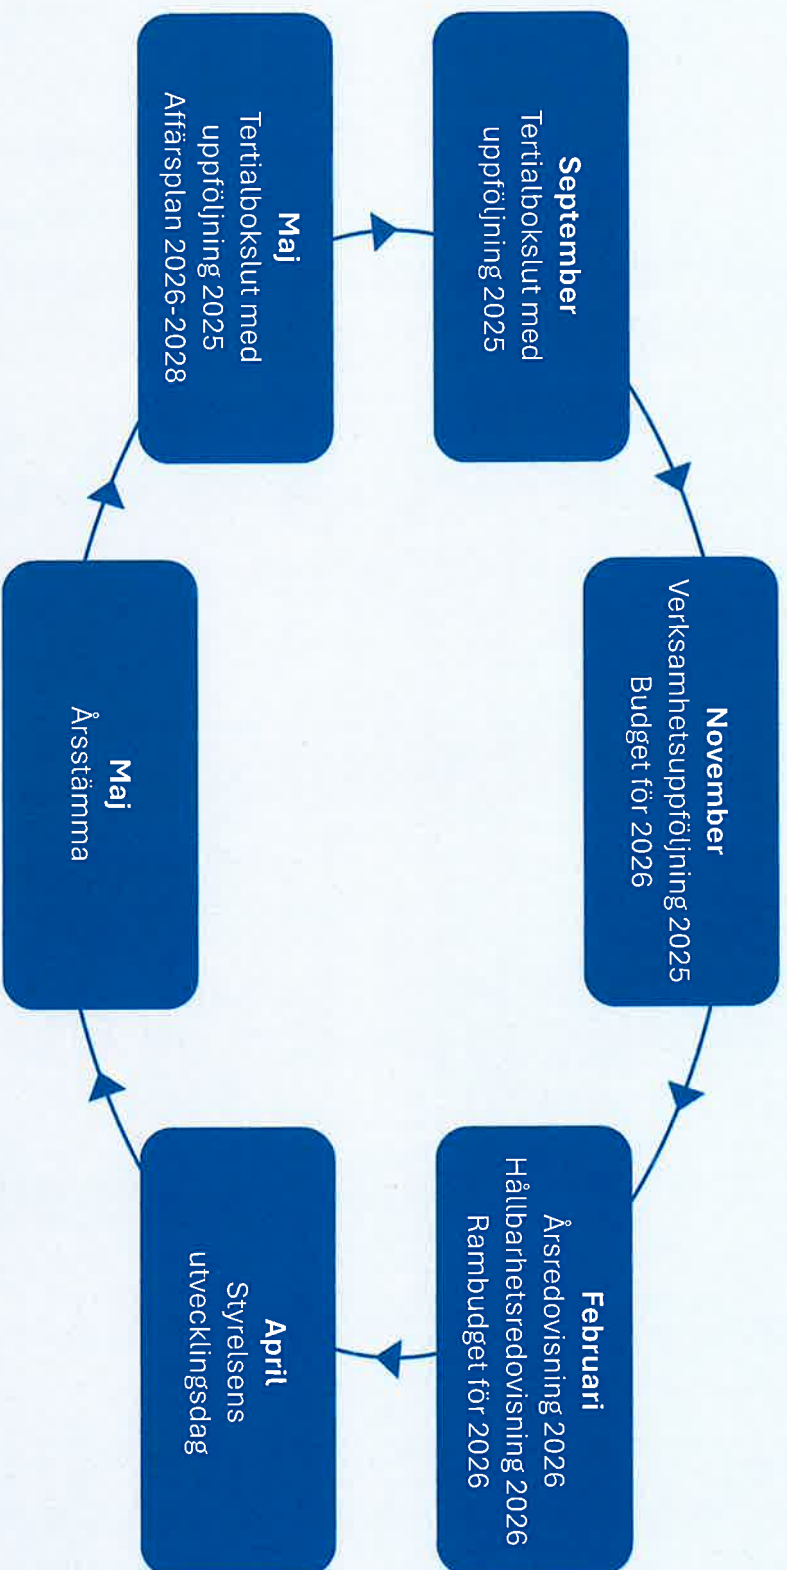 November
Verksamhetsuppföljning 2025
Budget för 2026
Februari
Årsredovisning 2026
Hållbarhetsredovisning 2026
Rambudget för 2026
April
Styrelsens
utvecklingsdag
Maj
Årsstämma
Maj
Tertialbokslut med
uppföljning 2025
Affärsplan 2026-2028
September
Tertialbokslut med
uppföljning 2025